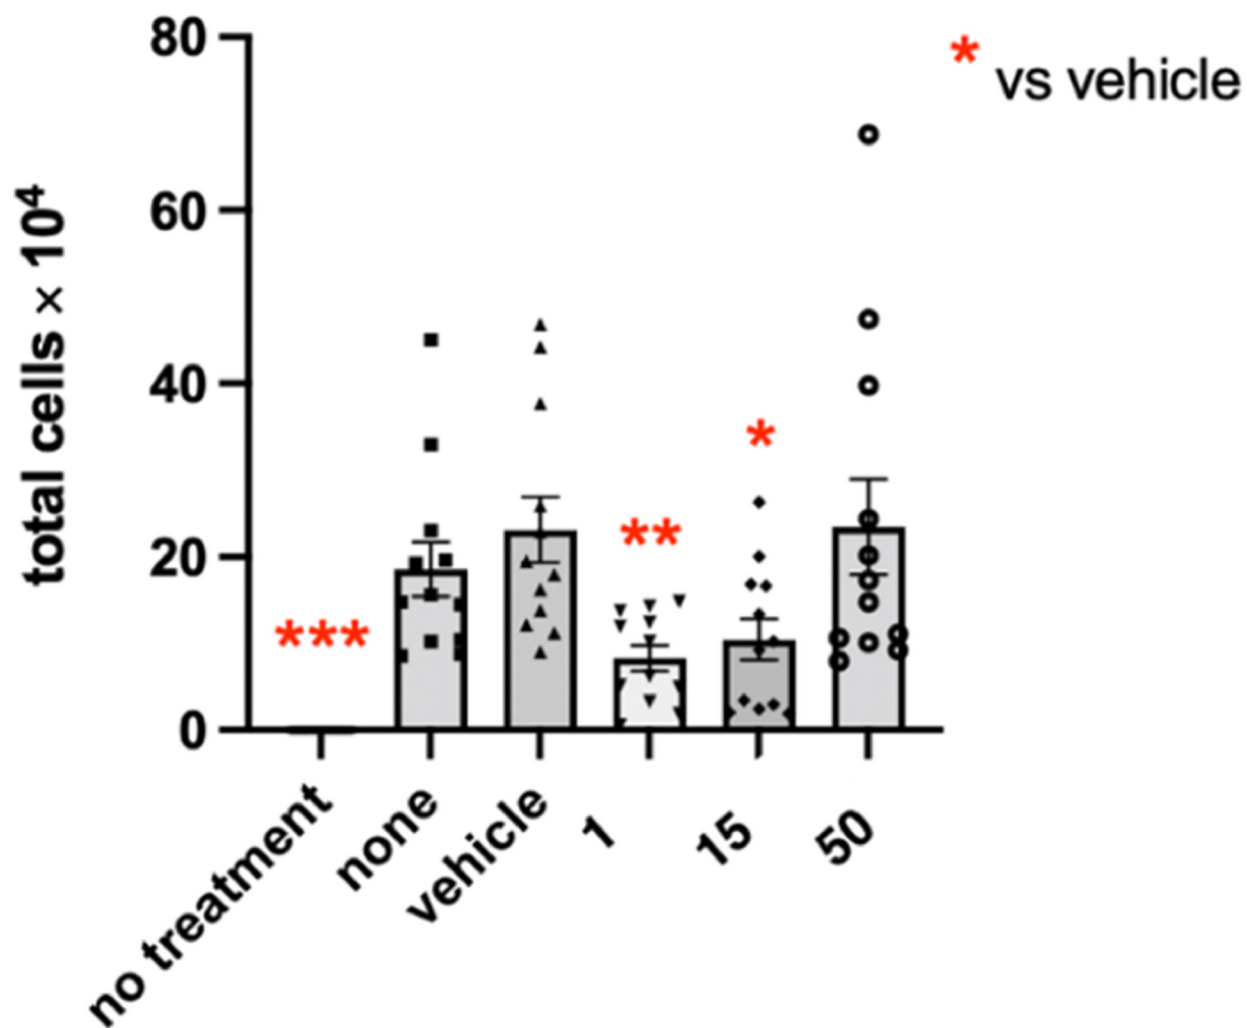 80
60
40
20
0
total cells × 10⁴
* vs vehicle
***
**
*
no treatment
none
vehicle
1
15
50